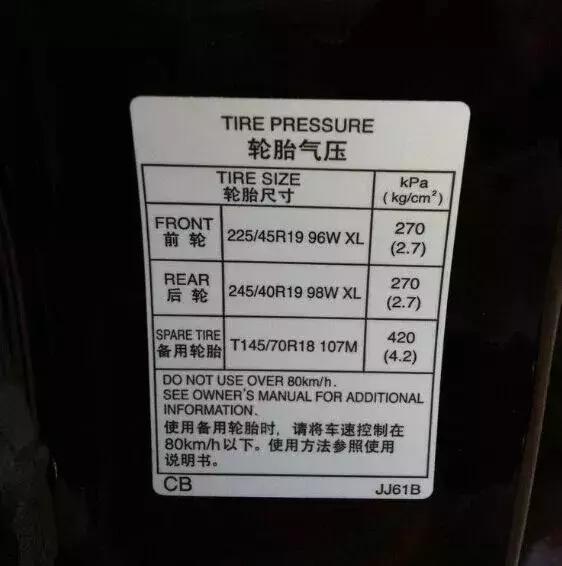 TIRE PRESSURE
轮胎气压
TIRE SIZE
轮胎尺寸
kPa
(kg/cm²)
FRONT
前 轮
225/45R19 96W XL
270
(2.7)
REAR
后 轮
245/40R19 98W XL
270
(2.7)
SPARE TIRE
备用轮胎
T145/70R18 107M
420
(4.2)
DO NOT USE OVER 80km/h.
SEE OWNER'S MANUAL FOR ADDITIONAL
INFORMATION.
使用备用轮胎时，请将车速控制在
80km/h以下。使用方法参照使用
说明书。
CB
JJ61B